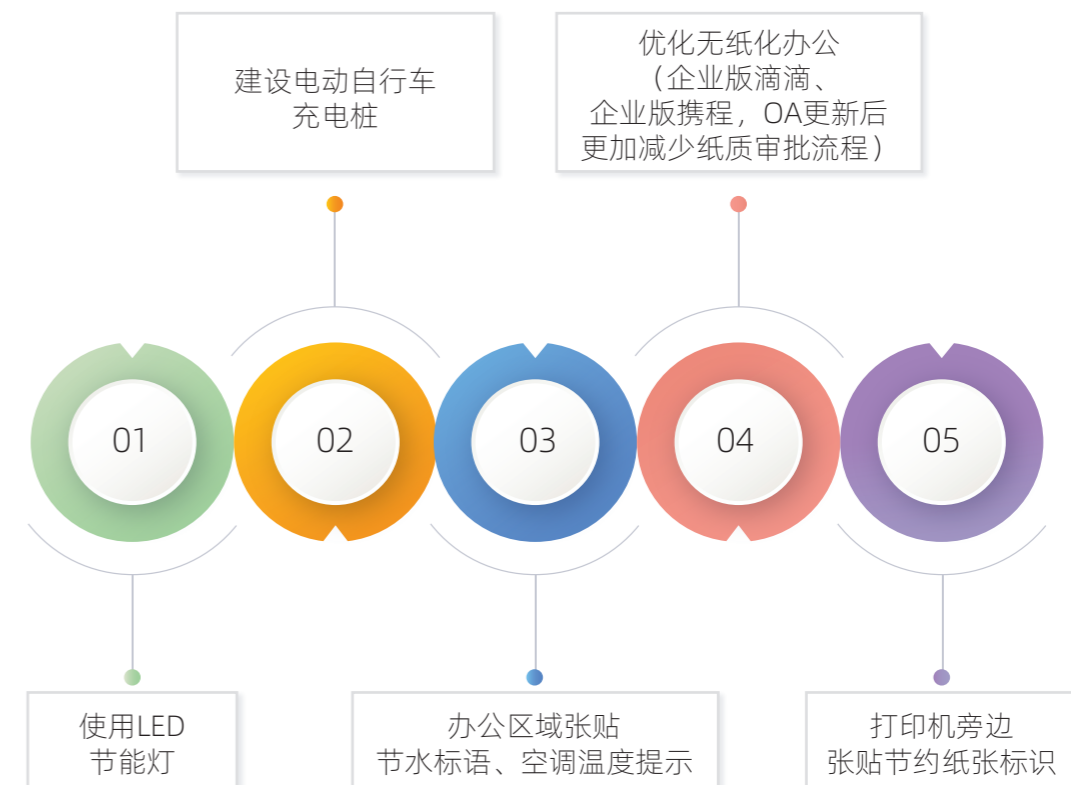 建设电动自行车
充电桩
优化无纸化办公
（企业版滴滴、
企业版携程，OA更新后
更加减少纸质审批流程）
01
02
03
04
05
使用LED
节能灯
办公区域张贴
节水标语、空调温度提示
打印机旁边
张贴节约纸张标识